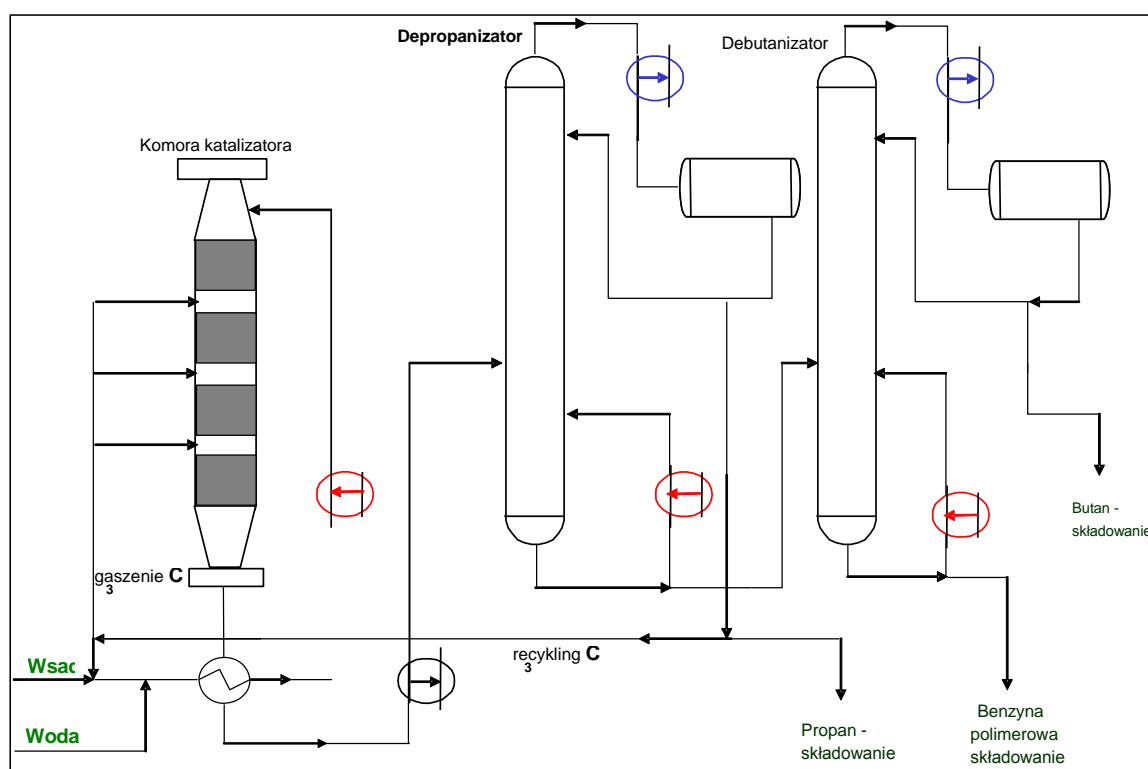 Depropanizator
Debutanizator
Komora katalizatora
gaszenie C
3
recykling C
3
Wsad
Woda
Butan -
składowanie
Propan -
składowanie
Benzyna
polimerowa
składowanie